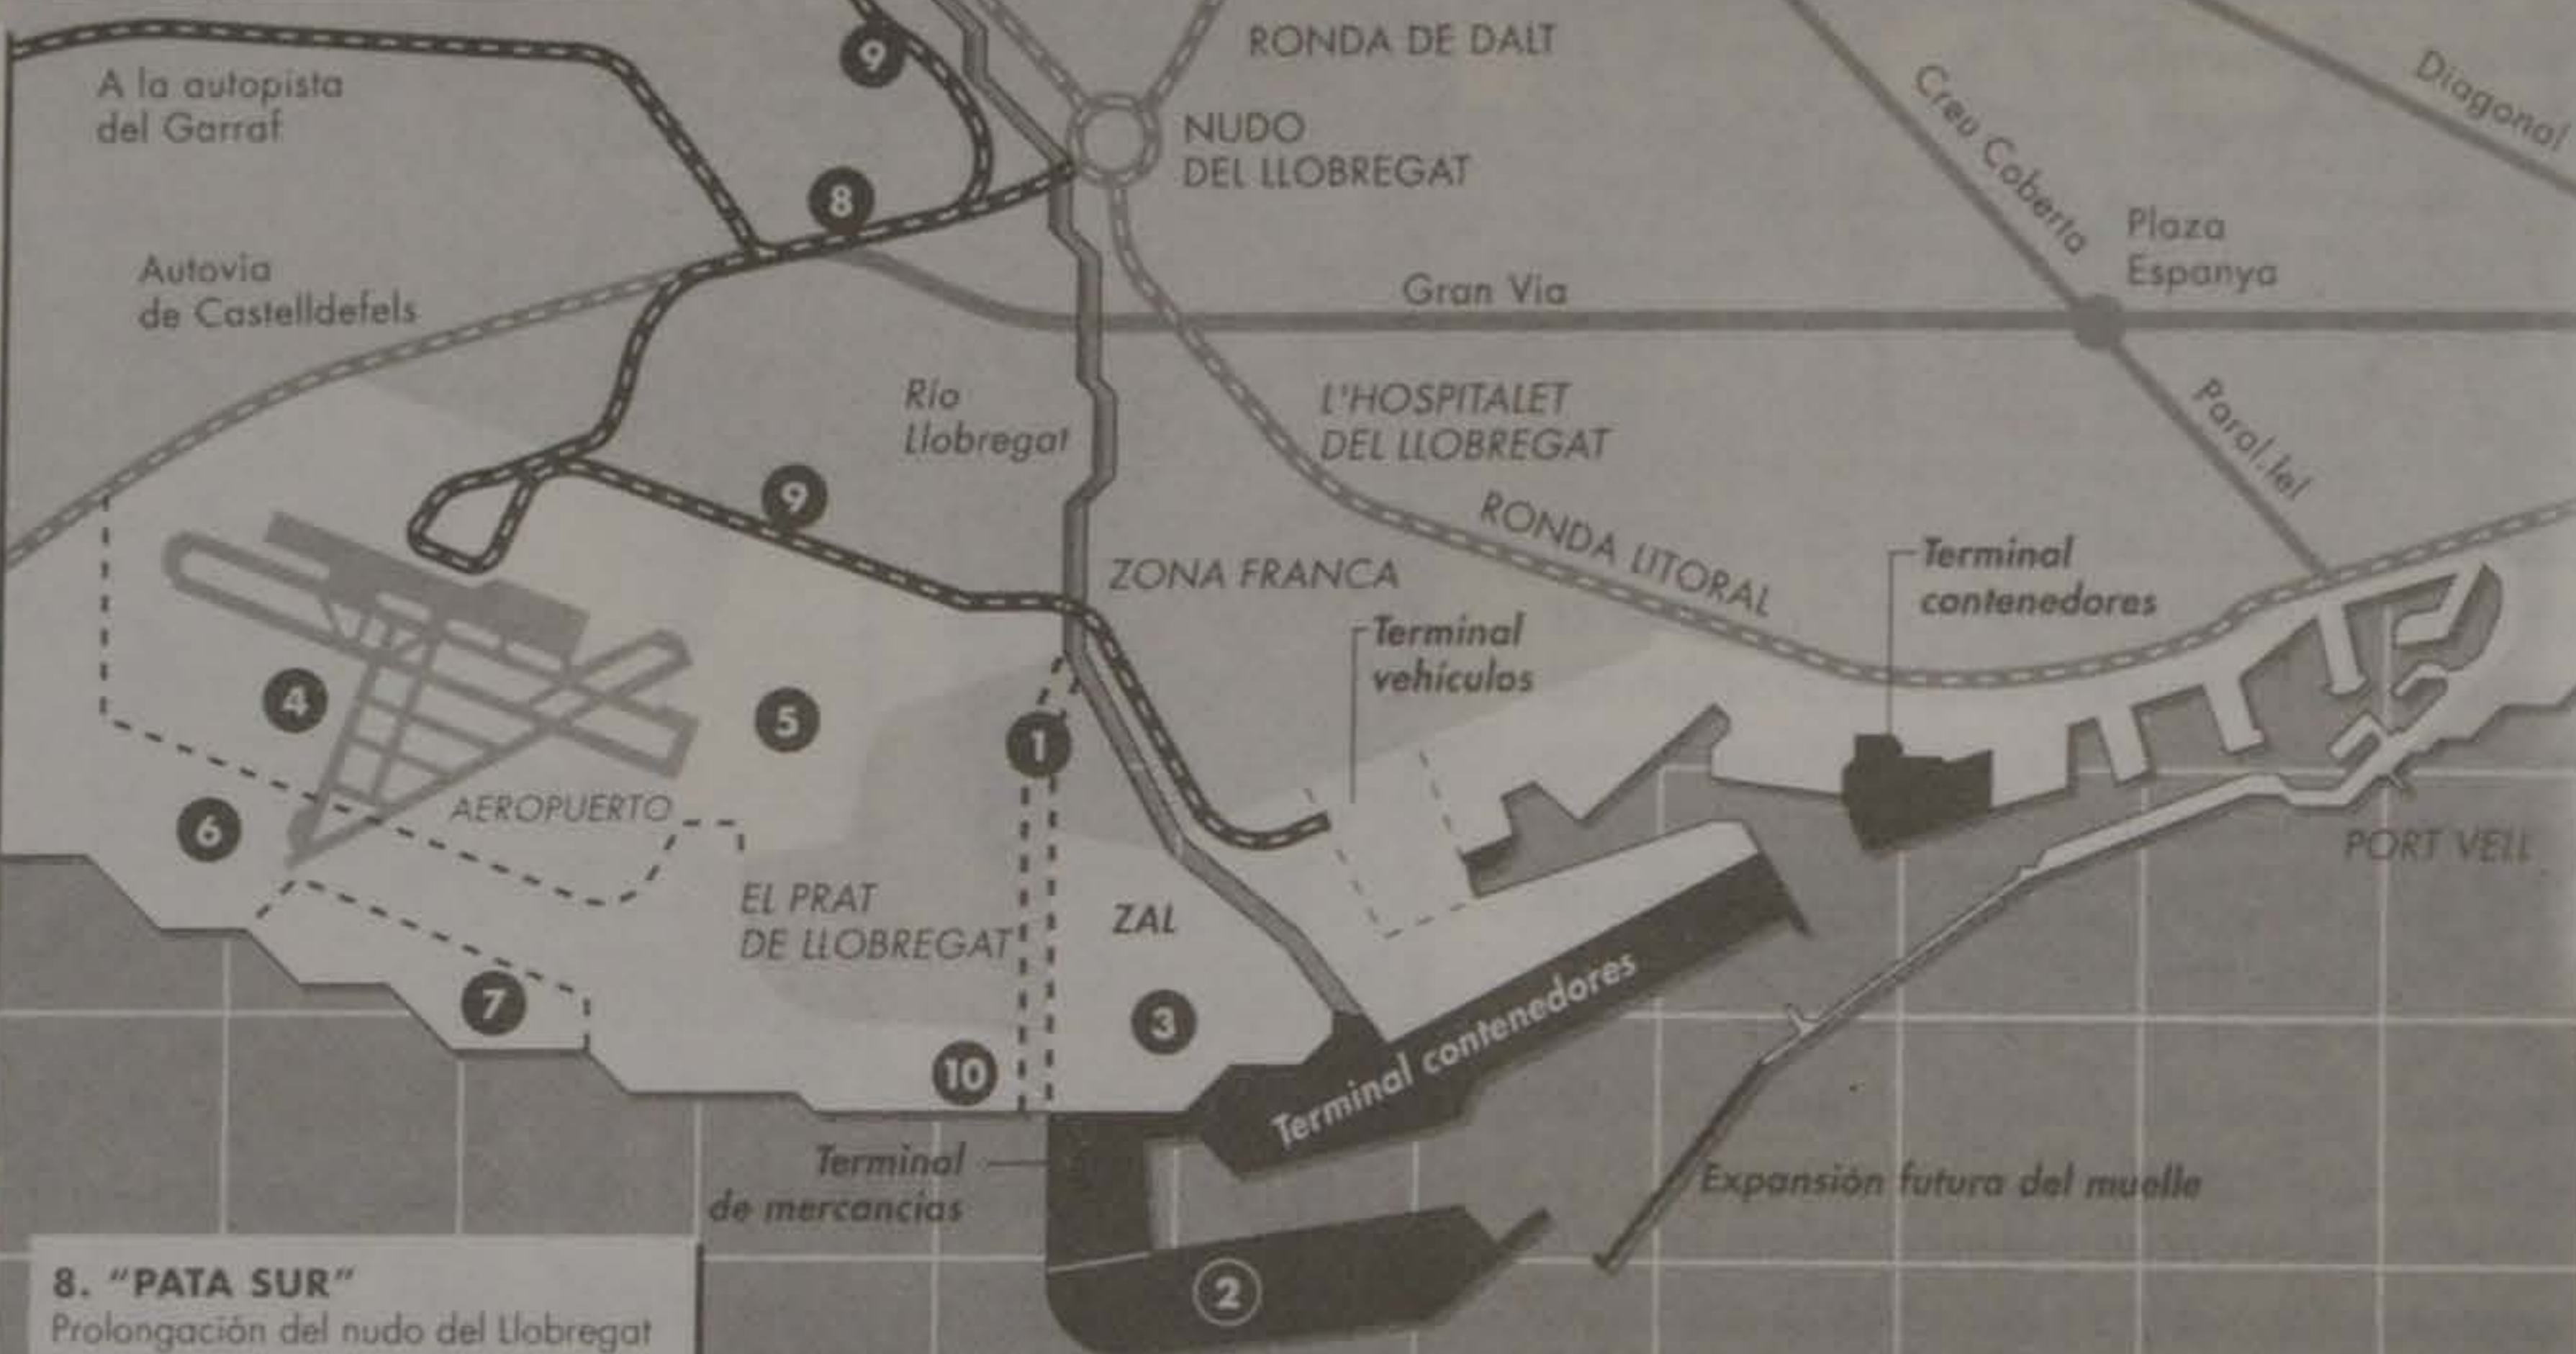 9
RONDA DE DALT
A la autopista
del Garraf
NUDO
DEL LLOBREGAT
Creu Coberta
Diagonal
8
Plaza
Espanya
Autovia
de Castelldefels
Gran Via
Río
Llobregat
L'HOSPITALET
DEL LLOBREGAT
Paral.lel
9
RONDA LITORAL
ZONA FRANCA
Terminal
contenedores
Terminal
vehiculos
4
5
1
6
AEROPUERTO
PORT VELL
EL PRAT
DE LLOBREGAT
ZAL
7
3
10
Terminal contenedores
Terminal
de mercancias
Expansión futura del muelle
2
8. "PATA SUR"
Prolongación del nudo del Llobregat